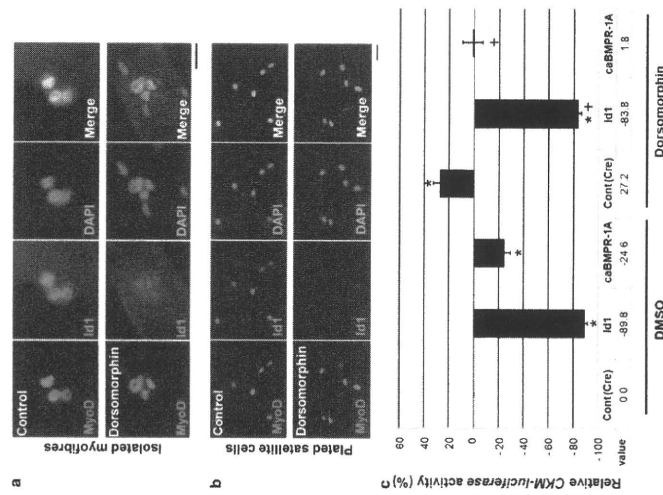 a
Control
MyoD
Id1
DAPI
Merge
Dorsomorphin
MyoD
Id1
DAPI
Merge
Isolated myofibres
b
Control
MyoD
Id1
DAPI
Merge
Dorsomorphin
MyoD
Id1
DAPI
Merge
Plated satellite cells
c
Relative CKM-luciferase activity (%)
60
40
20
0
-20
-40
-60
-80
-100
*
*
*
*
+
+
*
Cont(Cre) Id1 caBMPR-1A Cont(Cre) Id1 caBMPR-1A
value 0.0 -89.8 -24.6 27.2 -83.8 1.8
DMSO Dorsomorphin